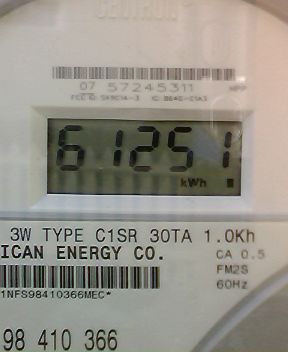 CENTRON
07 57245311
61251
kWh
3W TYPE C1SR 30TA 1.0Kh
ICAN ENERGY CO.
CA 0.5
FM2S
60Hz
1NFS98410366MEC*
98 410 366